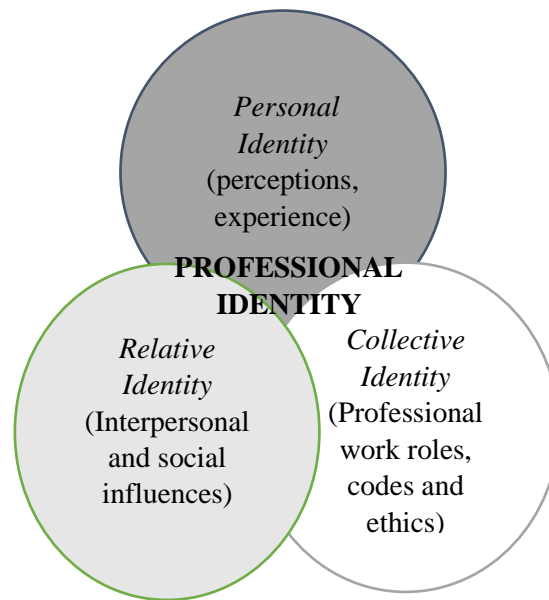 Personal
Identity
(perceptions,
experience)
PROFESSIONAL
IDENTITY
Relative
Identity
(Interpersonal
and social
influences)
Collective
Identity
(Professional
work roles,
codes and
ethics)